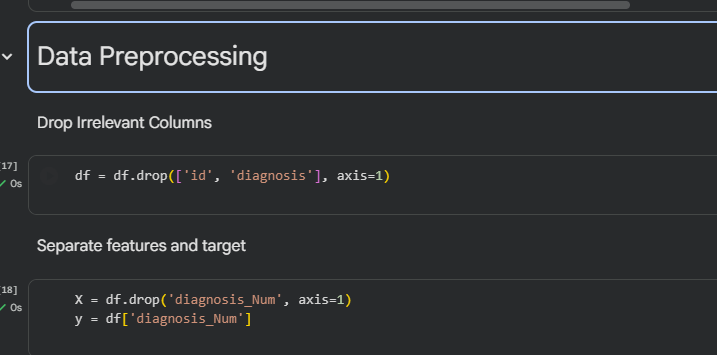 Data Preprocessing
Drop Irrelevant Columns
[17]
0s
df = df.drop(['id', 'diagnosis'], axis=1)
Separate features and target
[18]
0s
X = df.drop('diagnosis_Num', axis=1)
y = df['diagnosis_Num']